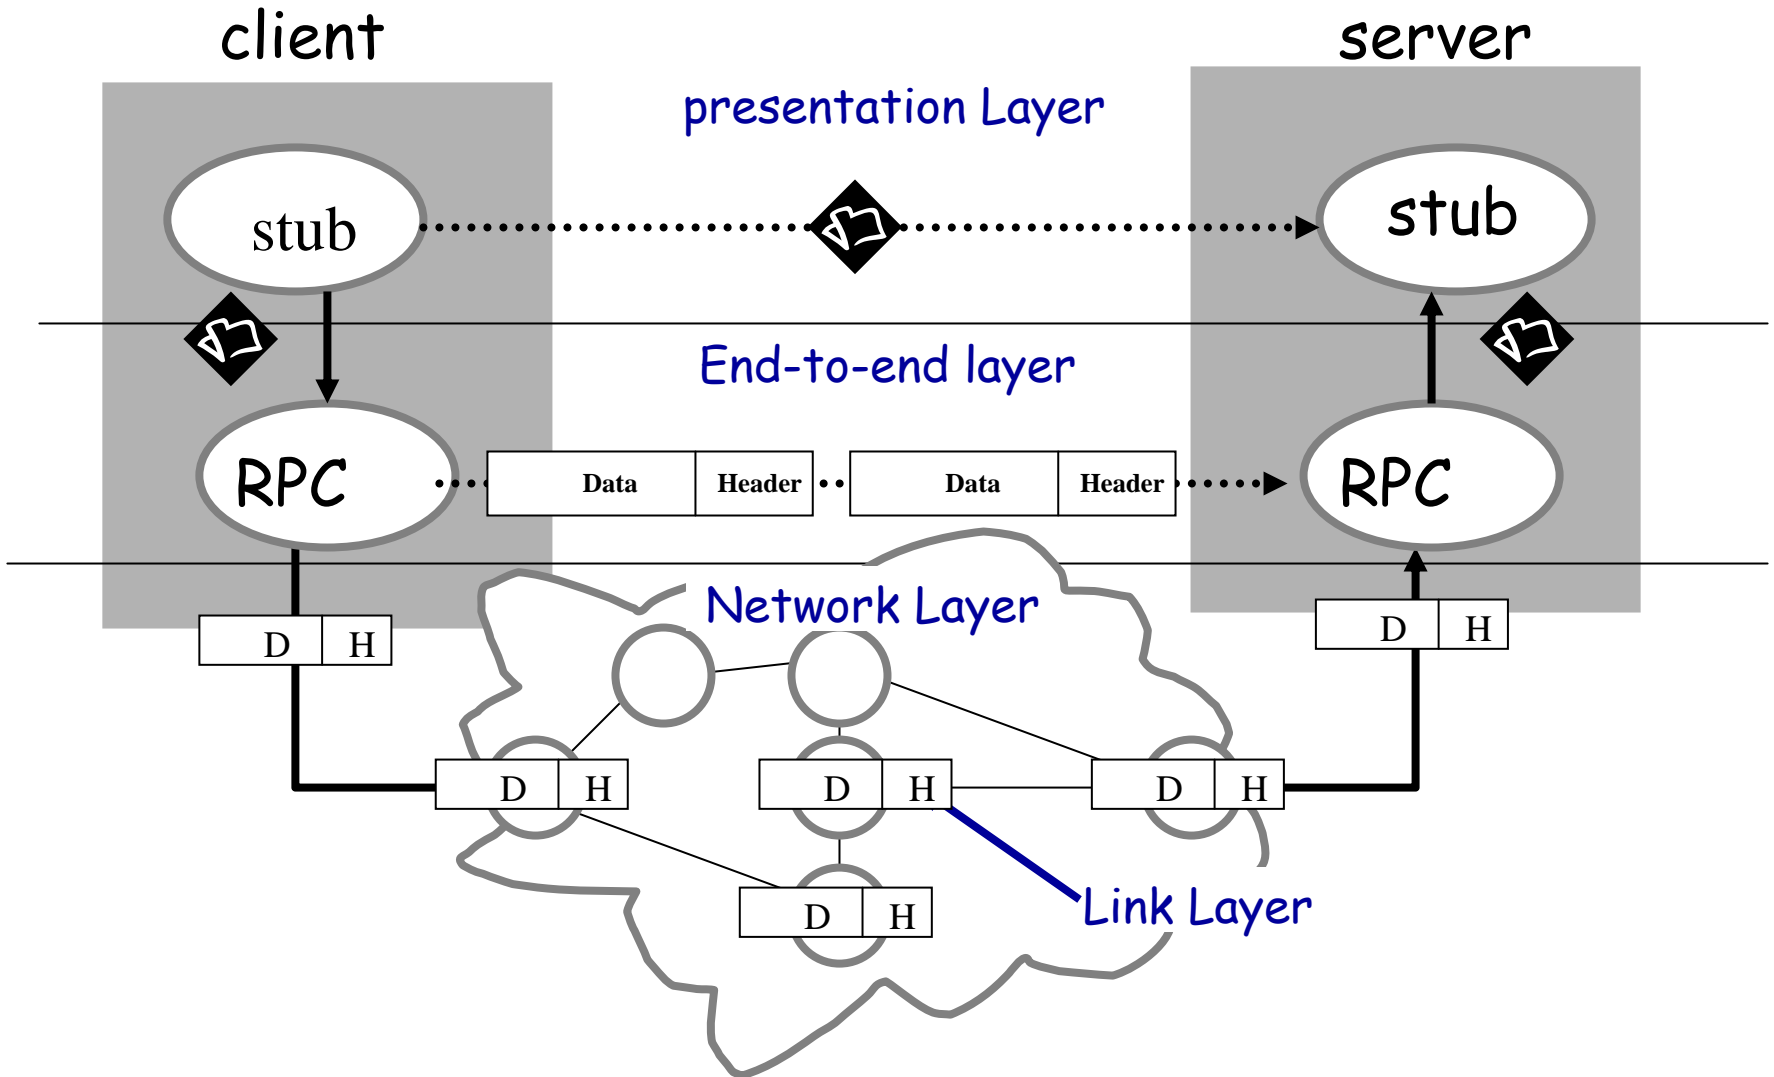 client
server
presentation Layer
stub
stub
End-to-end layer
RPC
Data
Header
Data
Header
RPC
Network Layer
D
H
D
H
D
H
D
H
D
H
D
H
Link Layer